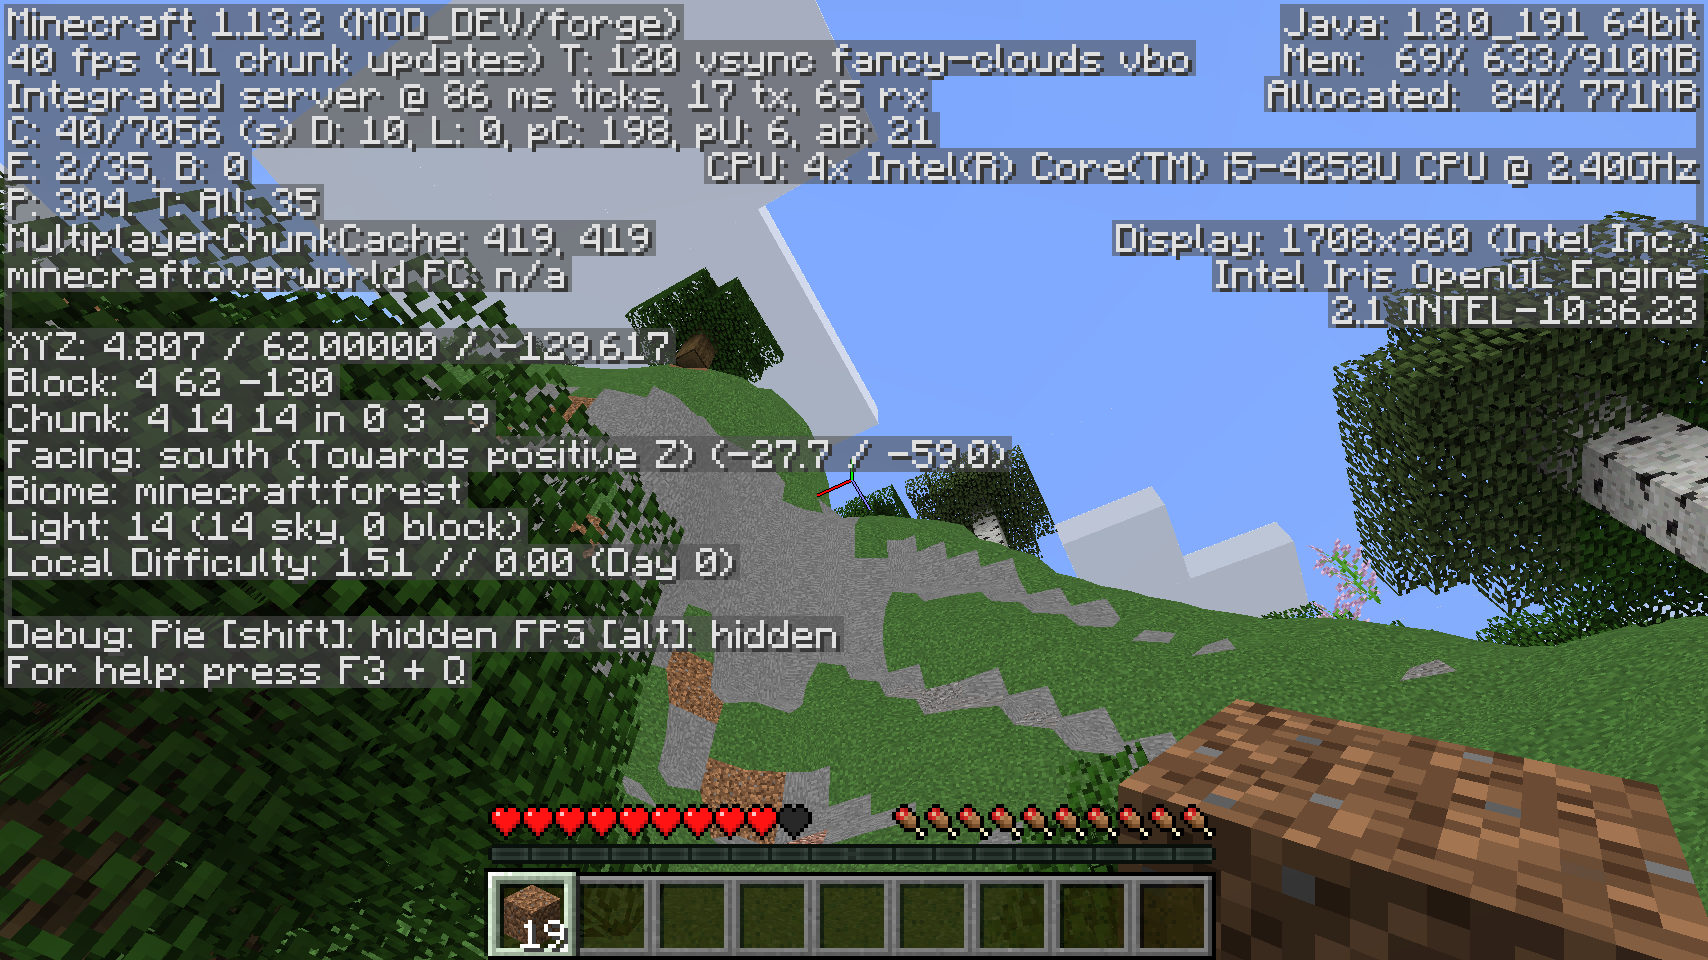 Minecraft 1.13.2 (MOD_DEV/forge)
40 fps (41 chunk updates) T: 120 vsync fancy-clouds vbo
Integrated server @ 86 ms ticks, 17 tx, 65 rx
C: 40/7056 (s) D: 10, L: 0, pC: 198, pU: 6, aB: 21
E: 2/35, B: 0
P: 304. T: All: 35
MultiplayerChunkCache: 419, 419
minecraft:overworld FC: n/a
XYZ: 4.807 / 62.00000 / -129.617
Block: 4 62 -130
Chunk: 4 14 14 in 0 3 -9
Facing: south (Towards positive Z) (-27.7 / -59.0)
Biome: minecraft:forest
Light: 14 (14 sky, 0 block)
Local Difficulty: 1.51 // 0.00 (Day 0)
Debug: Pie [shift]: hidden FPS [alt]: hidden
For help: press F3 + Q
Java: 1.8.0_191 64bit
Mem: 69% 633/910MB
Allocated: 84% 771MB
CPU: 4x Intel(R) Core(TM) i5-4258U CPU @ 2.40GHz
Display: 1708x960 (Intel Inc.)
Intel Iris OpenGL Engine
2.1 INTEL-10.36.23
19